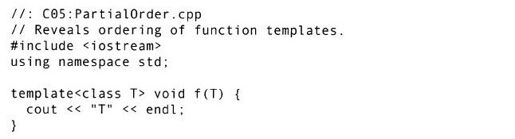 //: C05:PartialOrder.cpp
// Reveals ordering of function templates.
#include <iostream>
using namespace std;
template<class T> void f(T) {
cout << "T" << endl;
}